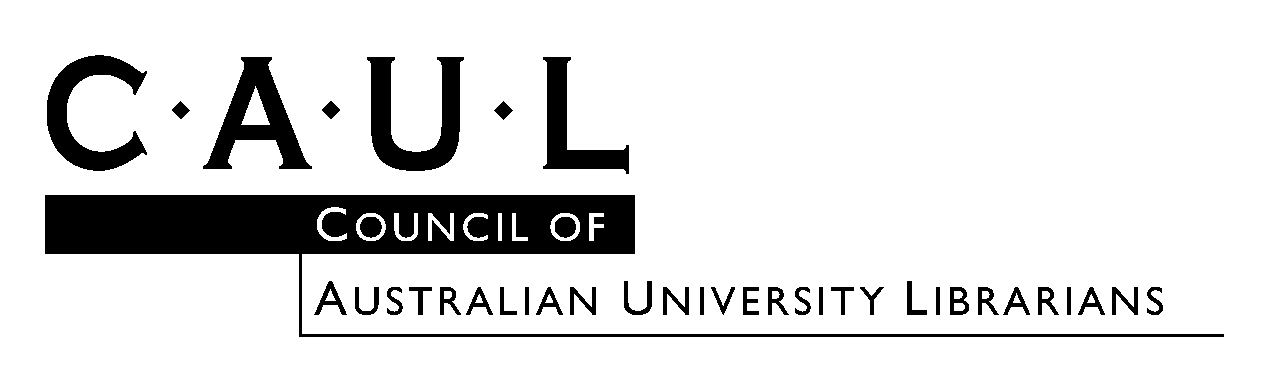 C·A·U·L
COUNCIL OF
AUSTRALIAN UNIVERSITY LIBRARIANS